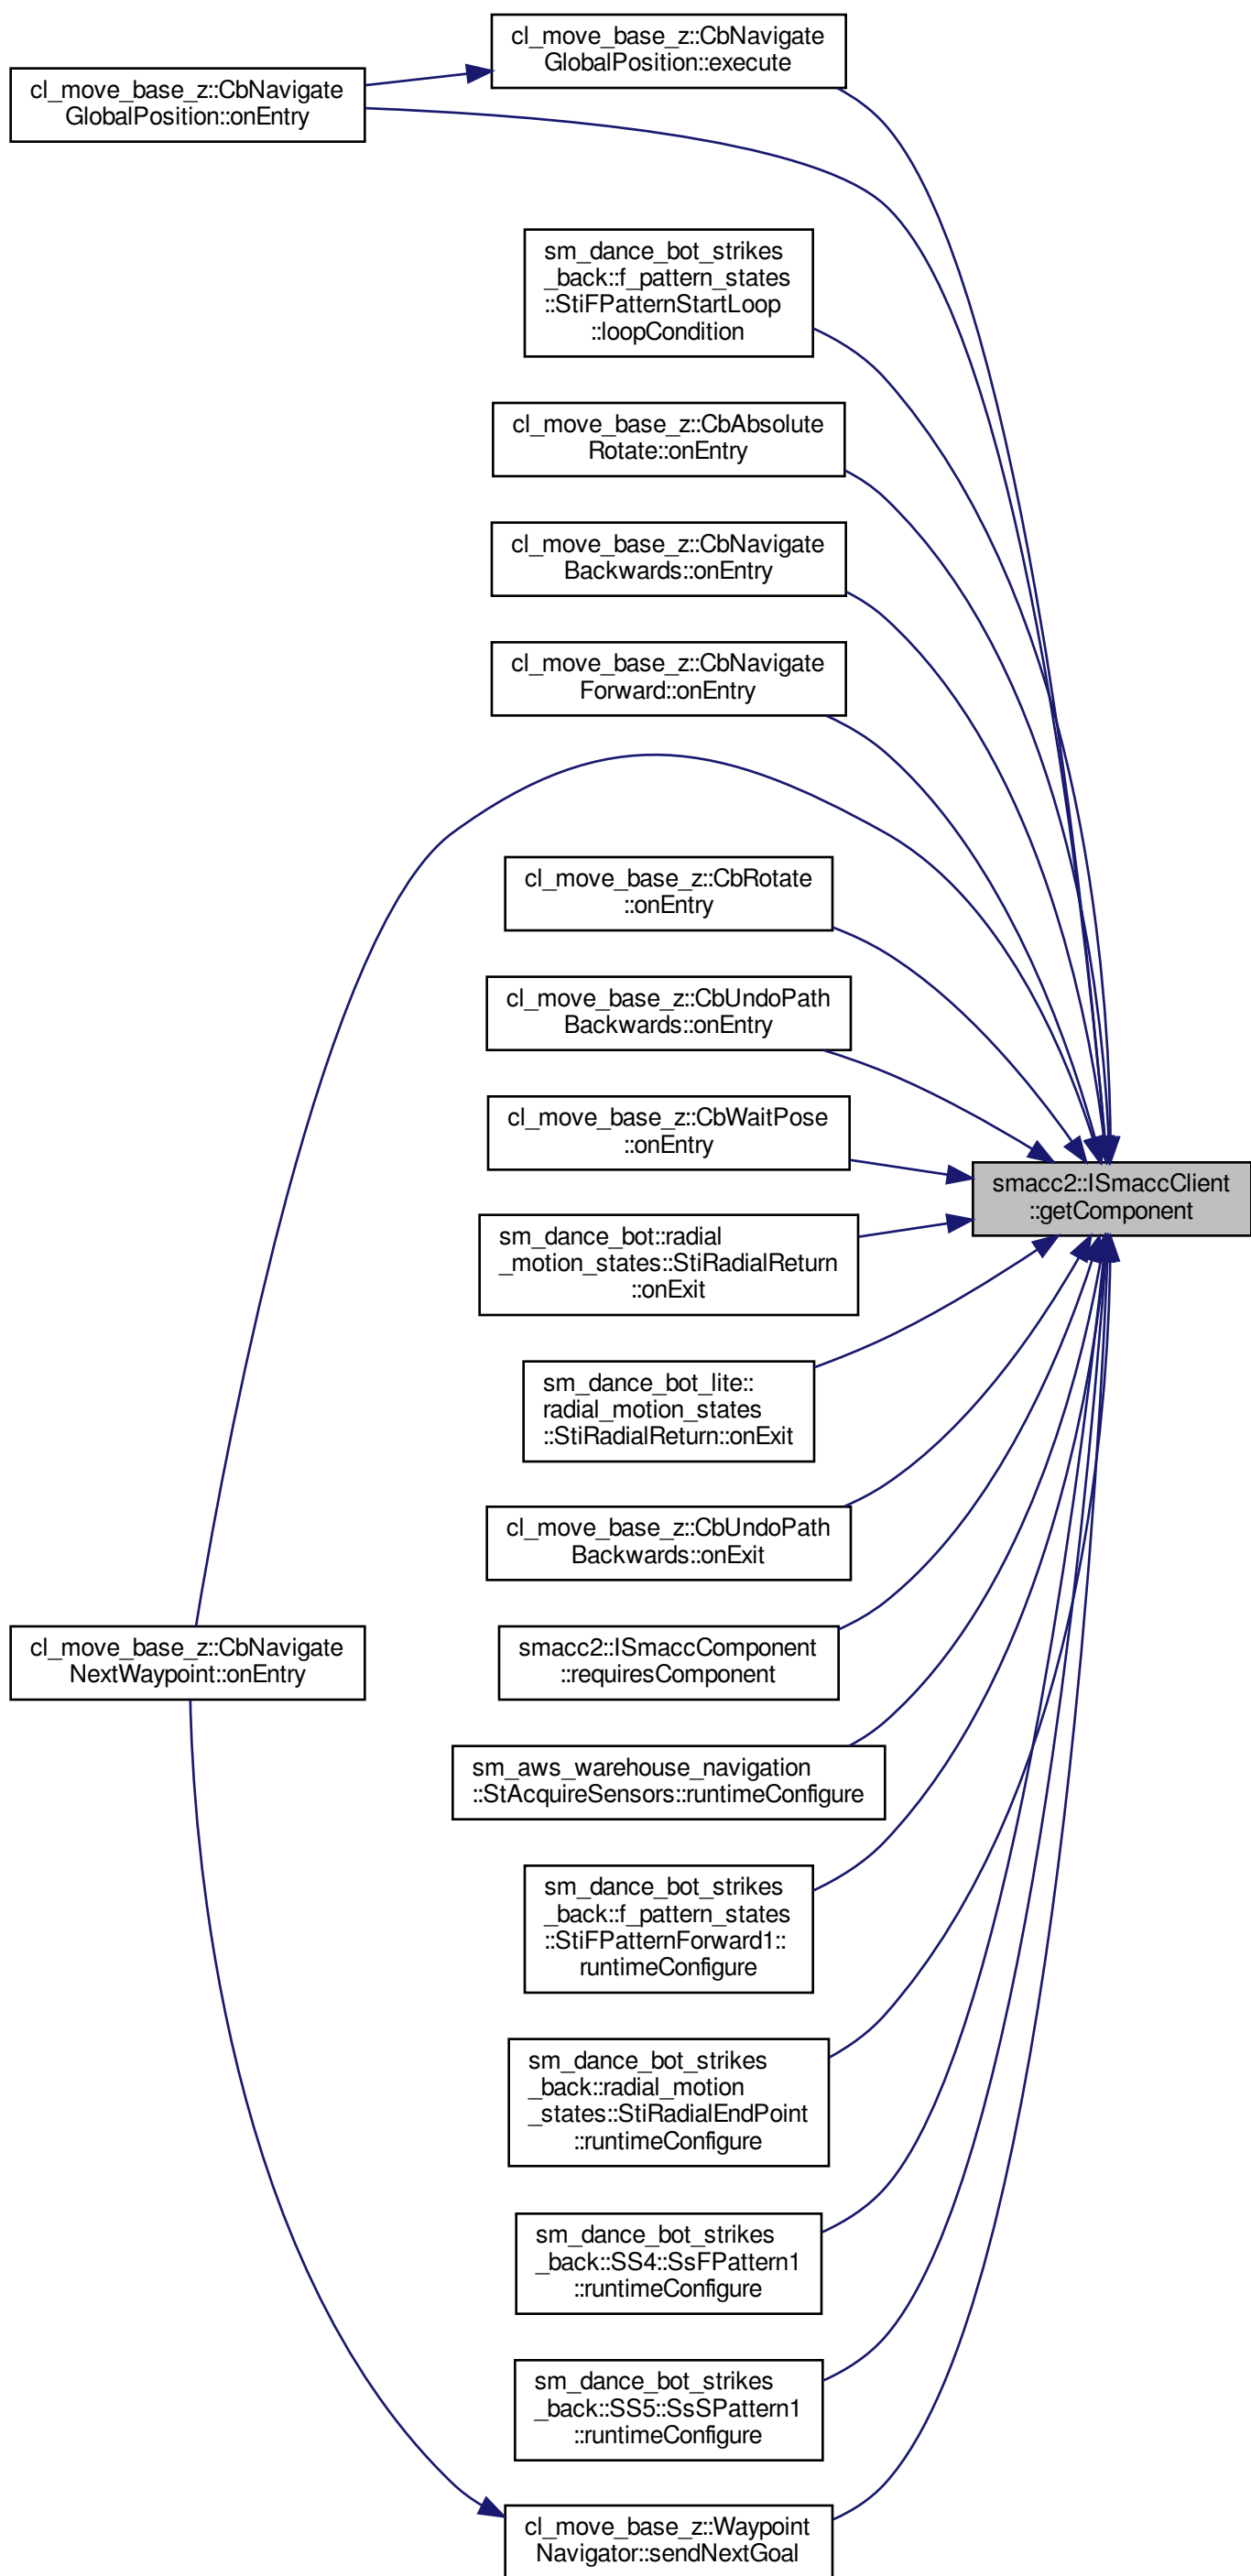 cl_move_base_z::CbNavigate
GlobalPosition::execute
cl_move_base_z::CbNavigate
GlobalPosition::onEntry
sm_dance_bot_strikes
_back::f_pattern_states
::StiFPatternStartLoop
::loopCondition
cl_move_base_z::CbAbsolute
Rotate::onEntry
cl_move_base_z::CbNavigate
Backwards::onEntry
cl_move_base_z::CbNavigate
Forward::onEntry
cl_move_base_z::CbRotate
::onEntry
cl_move_base_z::CbUndoPath
Backwards::onEntry
cl_move_base_z::CbWaitPose
::onEntry
smacc2::ISmaccClient
::getComponent
sm_dance_bot::radial
_motion_states::StiRadialReturn
::onExit
sm_dance_bot_lite::
radial_motion_states
::StiRadialReturn::onExit
cl_move_base_z::CbUndoPath
Backwards::onExit
cl_move_base_z::CbNavigate
NextWaypoint::onEntry
smacc2::ISmaccComponent
::requiresComponent
sm_aws_warehouse_navigation
::StAcquireSensors::runtimeConfigure
sm_dance_bot_strikes
_back::f_pattern_states
::StiFPatternForward1::
runtimeConfigure
sm_dance_bot_strikes
_back::radial_motion
_states::StiRadialEndPoint
::runtimeConfigure
sm_dance_bot_strikes
_back::SS4::SsFPattern1
::runtimeConfigure
sm_dance_bot_strikes
_back::SS5::SsSPattern1
::runtimeConfigure
cl_move_base_z::Waypoint
Navigator::sendNextGoal